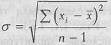 σ = √(∑(xᵢ − x̄)² / (n − 1))